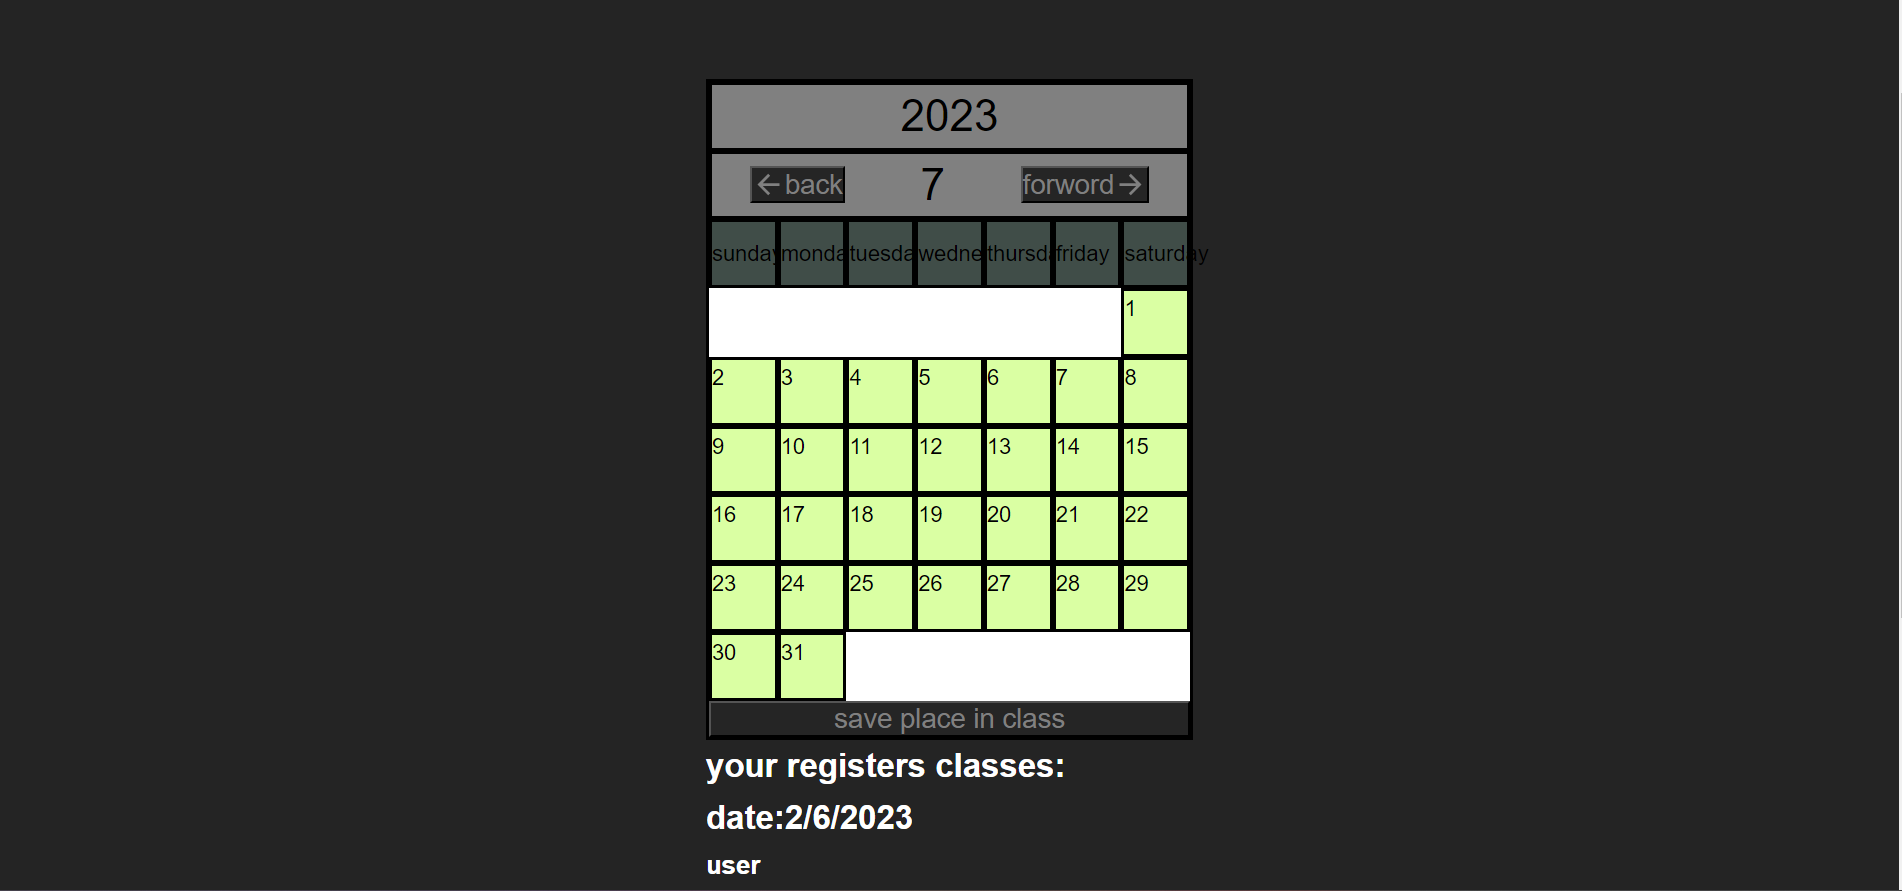 2023
←back 7 forword→
sunday monda tuesda wedne thursda friday saturday
1
2 3 4 5 6 7 8
9 10 11 12 13 14 15
16 17 18 19 20 21 22
23 24 25 26 27 28 29
30 31
save place in class
your registers classes:
date:2/6/2023
user